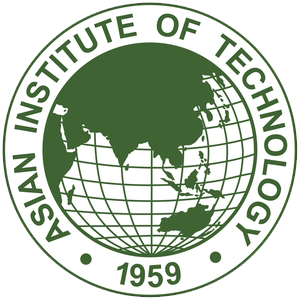 ASIAN INSTITUTE OF TECHNOLOGY
• 1959 •